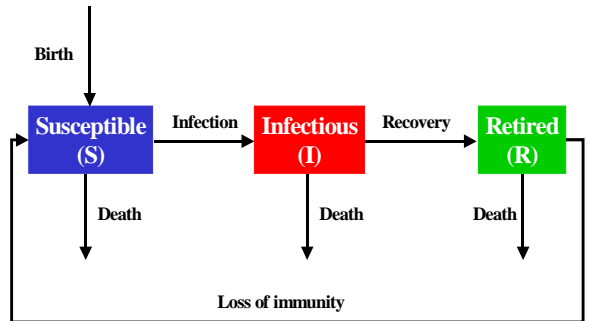 Birth
Susceptible
(S)
Infection
Infectious
(I)
Recovery
Retired
(R)
Death
Death
Death
Loss of immunity